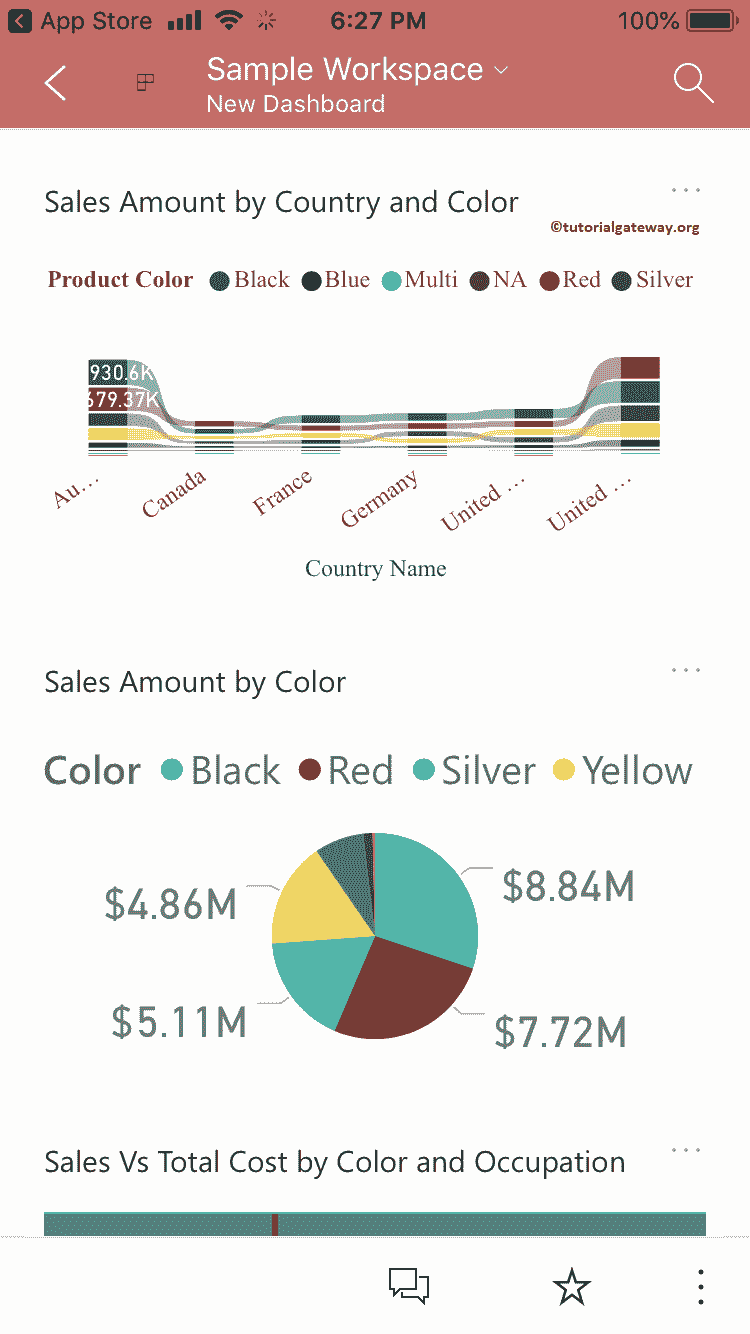 App Store 6:27 PM 100%
Sample Workspace
New Dashboard
Sales Amount by Country and Color
©tutorialgateway.org
Product Color Black Blue Multi NA Red Silver
930.6K
679.37K
Au... Canada France Germany United ... United ...
Country Name
Sales Amount by Color
Color Black Red Silver Yellow
$4.86M $8.84M
$5.11M $7.72M
Sales Vs Total Cost by Color and Occupation